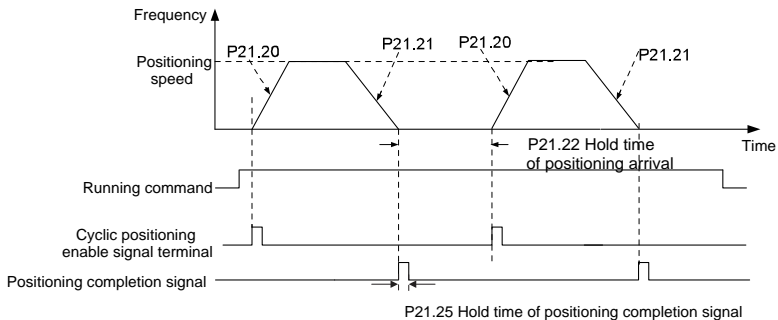 Frequency
P21.20
P21.21
P21.20
P21.21
Positioning
speed
P21.22 Hold time
of positioning arrival
Time
Running command
Cyclic positioning
enable signal terminal
Positioning completion signal
P21.25 Hold time of positioning completion signal